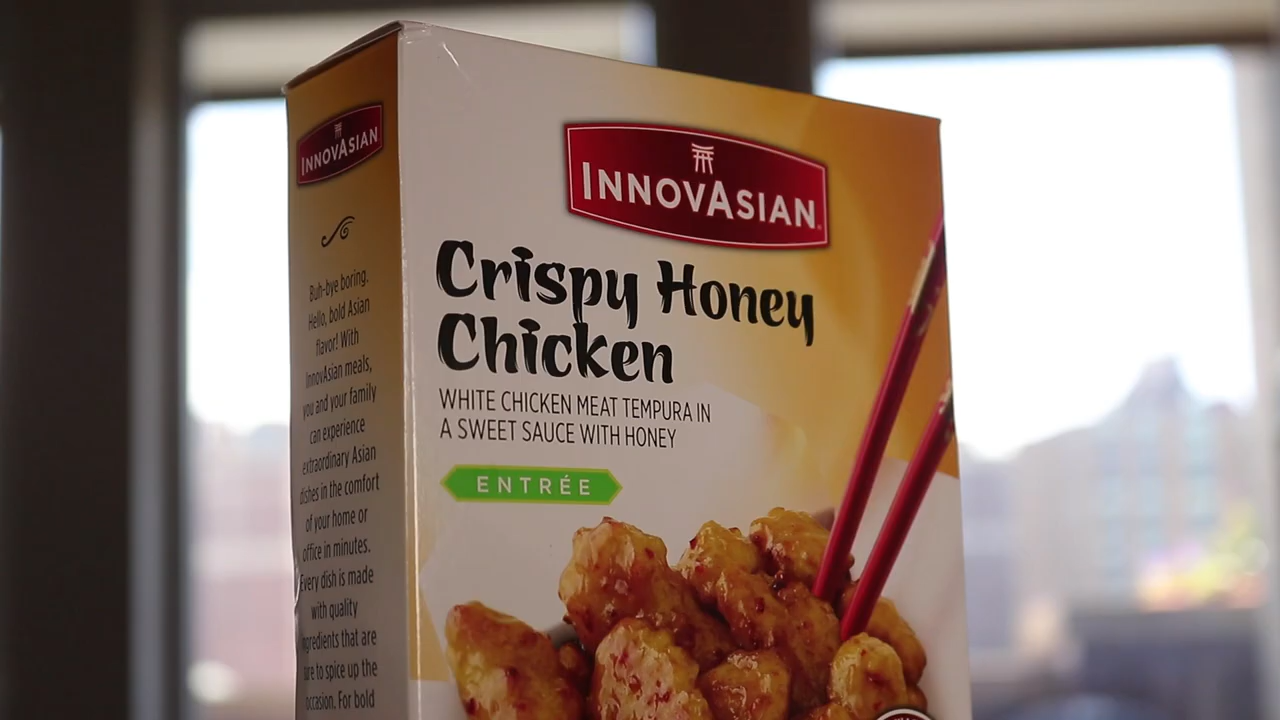 INNOVASIAN
Buh-bye boring.
Hello, bold Asian
flavor! With
InnovAsian meals,
you and your family
can experience
extraordinary Asian
dishes in the comfort
of your home or
office in minutes.
Every dish is made
with quality
ingredients that are
sure to spice up the
occasion. For bold
INNOVASIAN
Crispy Honey
Chicken
WHITE CHICKEN MEAT TEMPURA IN
A SWEET SAUCE WITH HONEY
ENTRÉE